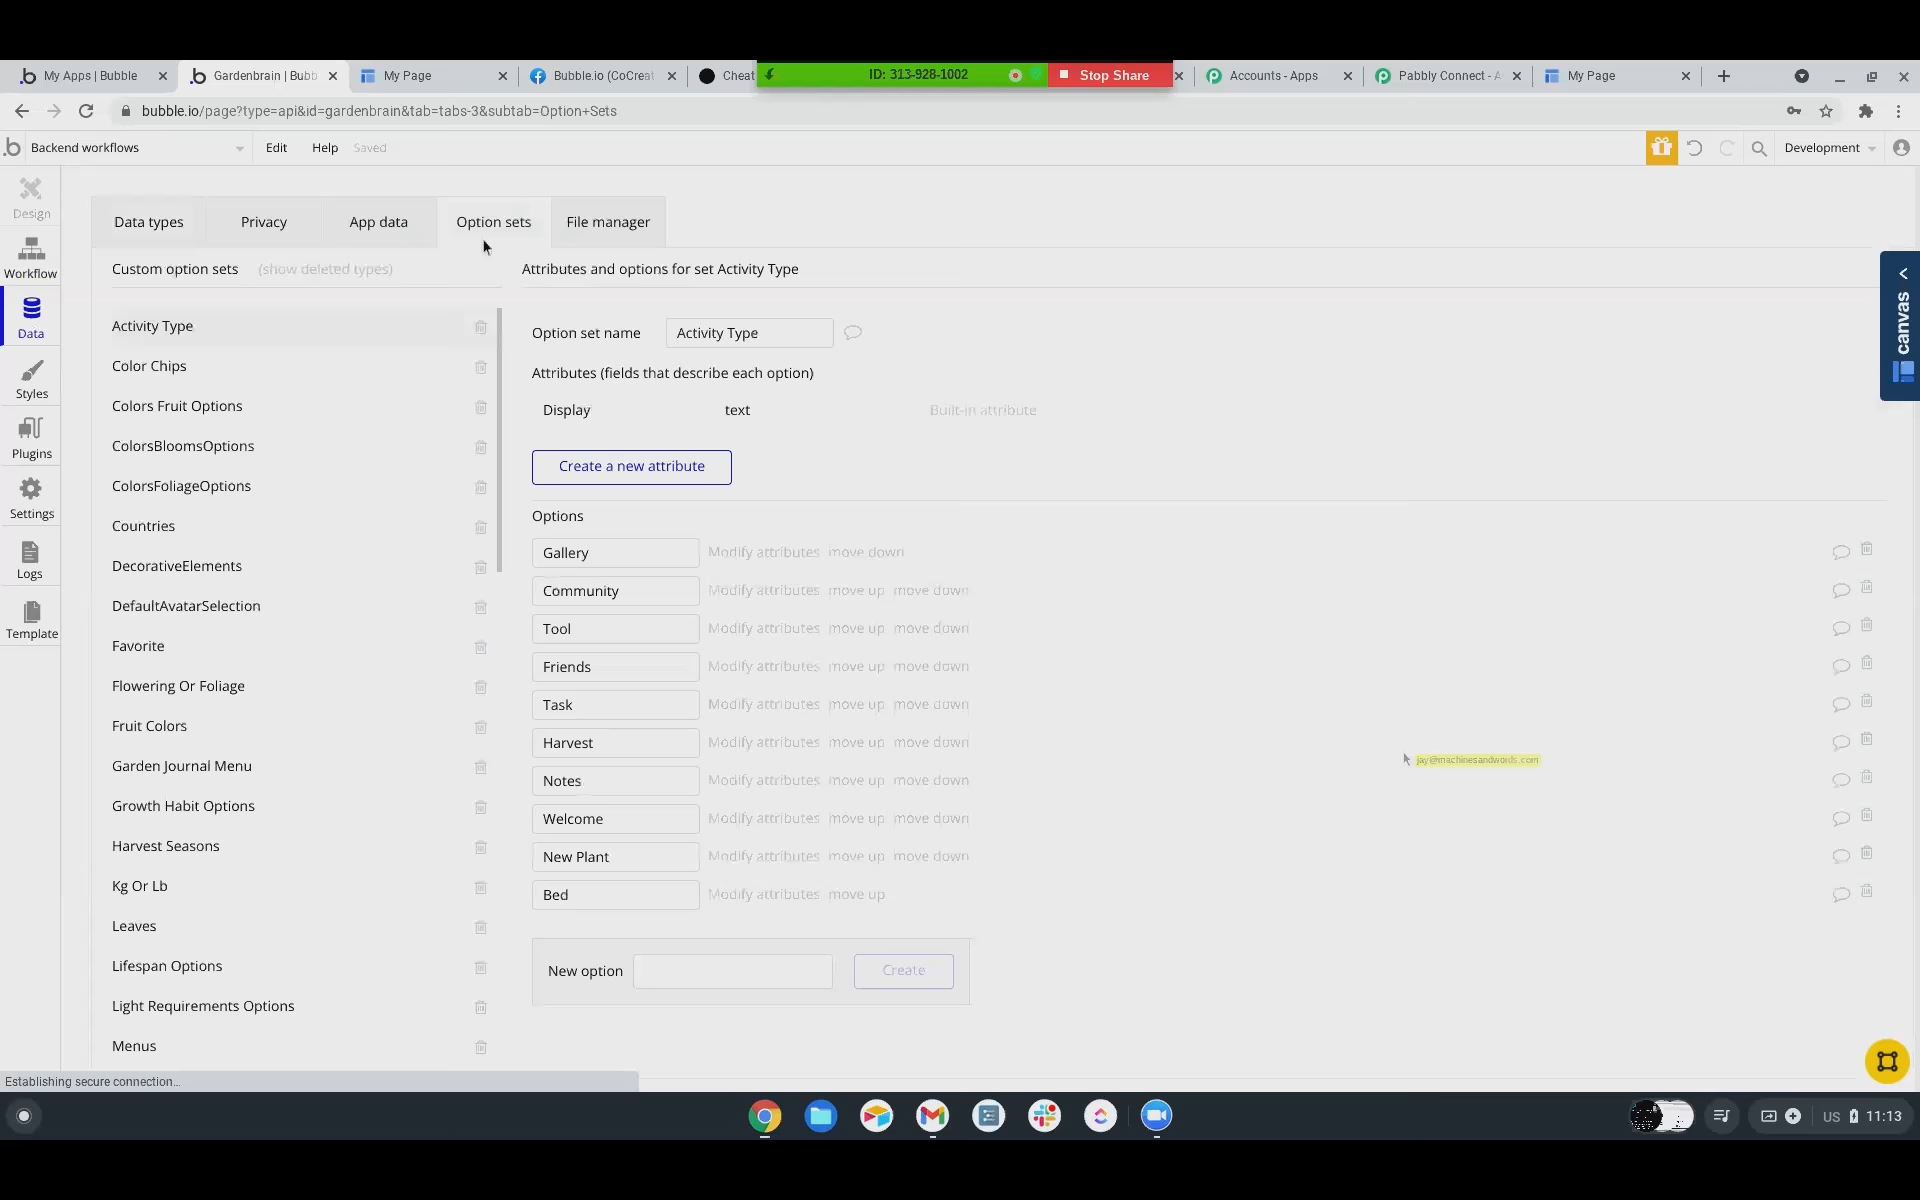 My Apps | Bubble
Gardenbrain | Bubb
My Page
Bubble.io (CoCreat
Cheat
ID: 313-928-1002
Stop Share
Accounts - Apps
Pabbly Connect - A
My Page
bubble.io/page?type=api&id=gardenbrain&tab=tabs-3&subtab=Option+Sets
Backend workflows
Edit
Help
Saved
Development
Design
Workflow
Data
Styles
Plugins
Settings
Logs
Template
Data types
Privacy
App data
Option sets
File manager
Custom option sets (show deleted types)
Activity Type
Color Chips
Colors Fruit Options
ColorsBloomsOptions
ColorsFoliageOptions
Countries
DecorativeElements
DefaultAvatarSelection
Favorite
Flowering Or Foliage
Fruit Colors
Garden Journal Menu
Growth Habit Options
Harvest Seasons
Kg Or Lb
Leaves
Lifespan Options
Light Requirements Options
Menus
Attributes and options for set Activity Type
Option set name Activity Type
Attributes (fields that describe each option)
Display text Built-in attribute
Create a new attribute
Options
Gallery Modify attributes move down
Community Modify attributes move up move down
Tool Modify attributes move up move down
Friends Modify attributes move up move down
Task Modify attributes move up move down
Harvest Modify attributes move up move down
jay@machinesandwords.com
Notes Modify attributes move up move down
Welcome Modify attributes move up move down
New Plant Modify attributes move up move down
Bed Modify attributes move up
New option Create
canvas
Establishing secure connection...
US 11:13